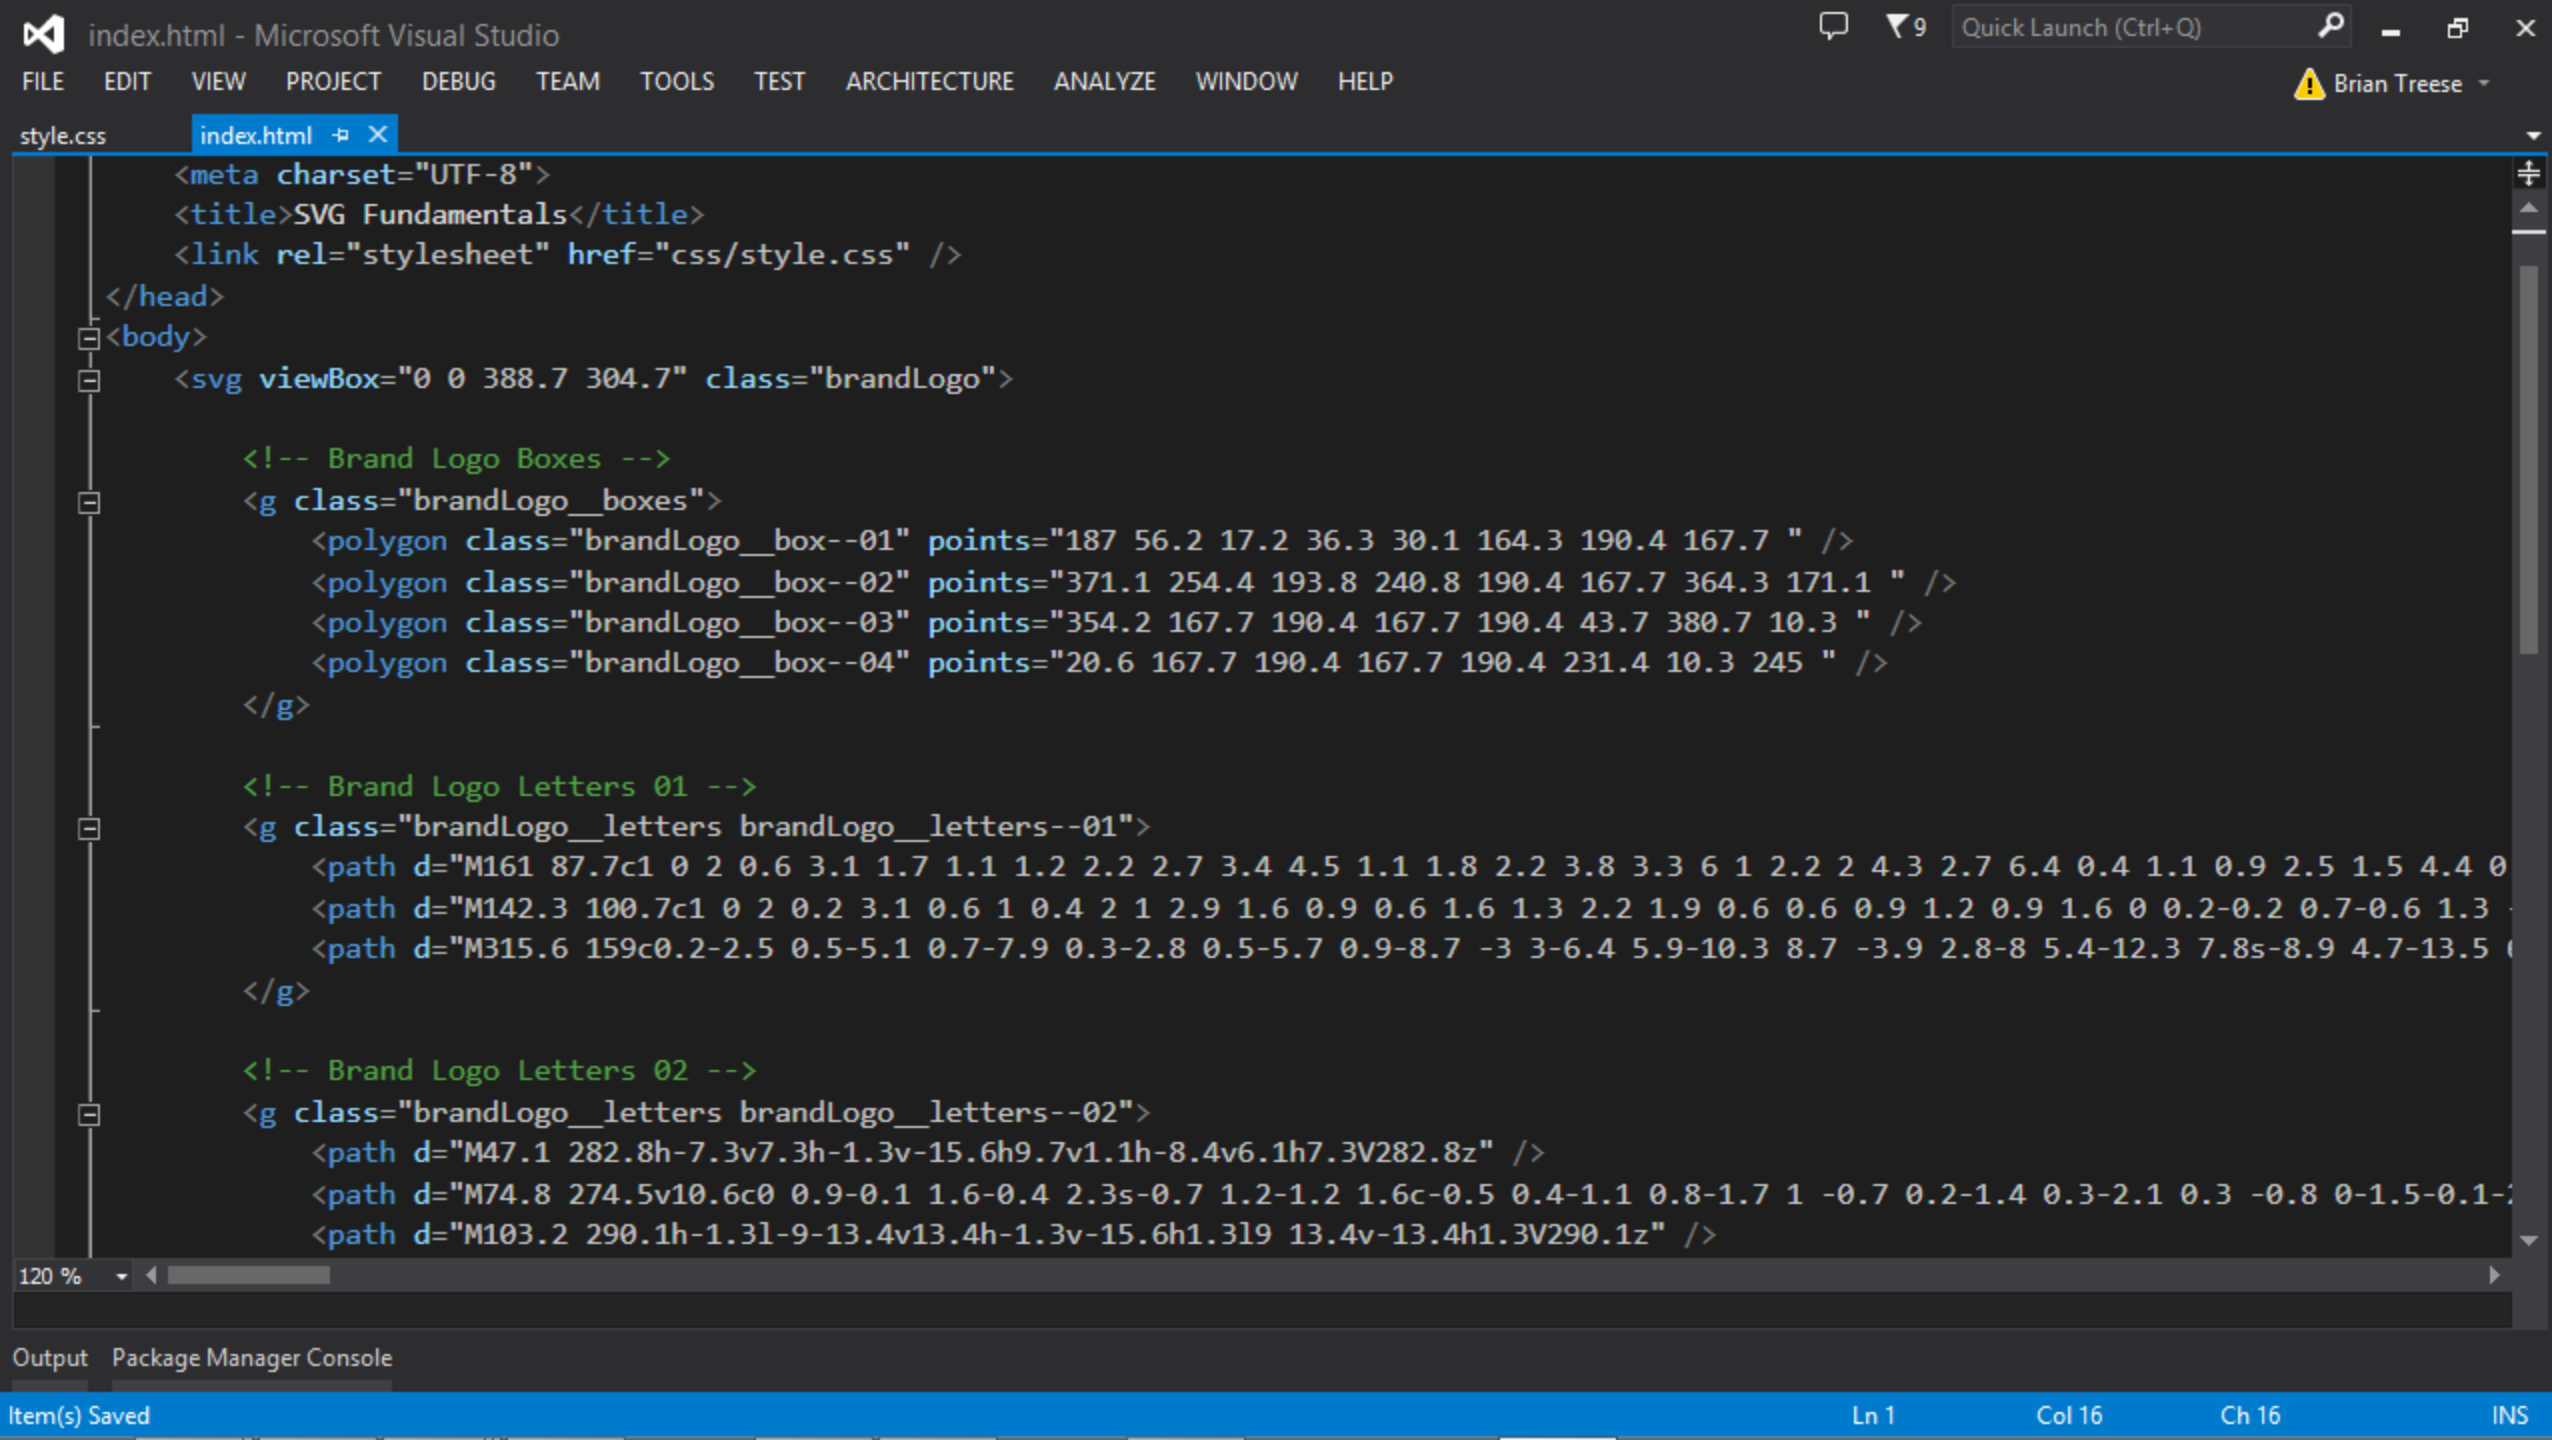 index.html - Microsoft Visual Studio
9
Quick Launch (Ctrl+Q)
FILE EDIT VIEW PROJECT DEBUG TEAM TOOLS TEST ARCHITECTURE ANALYZE WINDOW HELP
Brian Treese
style.css
index.html
<meta charset="UTF-8">
<title>SVG Fundamentals</title>
<link rel="stylesheet" href="css/style.css" />
</head>
<body>
<svg viewBox="0 0 388.7 304.7" class="brandLogo">
<!-- Brand Logo Boxes -->
<g class="brandLogo__boxes">
<polygon class="brandLogo__box--01" points="187 56.2 17.2 36.3 30.1 164.3 190.4 167.7 " />
<polygon class="brandLogo__box--02" points="371.1 254.4 193.8 240.8 190.4 167.7 364.3 171.1 " />
<polygon class="brandLogo__box--03" points="354.2 167.7 190.4 167.7 190.4 43.7 380.7 10.3 " />
<polygon class="brandLogo__box--04" points="20.6 167.7 190.4 167.7 190.4 231.4 10.3 245 " />
</g>
<!-- Brand Logo Letters 01 -->
<g class="brandLogo__letters brandLogo__letters--01">
<path d="M161 87.7c1 0 2 0.6 3.1 1.7 1.1 1.2 2.2 2.7 3.4 4.5 1.1 1.8 2.2 3.8 3.3 6 1 2.2 2 4.3 2.7 6.4 0.4 1.1 0.9 2.5 1.5 4.4 0
<path d="M142.3 100.7c1 0 2 0.2 3.1 0.6 1 0.4 2 1 2.9 1.6 0.9 0.6 1.6 1.3 2.2 1.9 0.6 0.6 0.9 1.2 0.9 1.6 0 0.2-0.2 0.7-0.6 1.3
<path d="M315.6 159c0.2-2.5 0.5-5.1 0.7-7.9 0.3-2.8 0.5-5.7 0.9-8.7 -3 3-6.4 5.9-10.3 8.7 -3.9 2.8-8 5.4-12.3 7.8s-8.9 4.7-13.5
</g>
<!-- Brand Logo Letters 02 -->
<g class="brandLogo__letters brandLogo__letters--02">
<path d="M47.1 282.8h-7.3v7.3h-1.3v-15.6h9.7v1.1h-8.4v6.1h7.3V282.8z" />
<path d="M74.8 274.5v10.6c0 0.9-0.1 1.6-0.4 2.3s-0.7 1.2-1.2 1.6c-0.5 0.4-1.1 0.8-1.7 1 -0.7 0.2-1.4 0.3-2.1 0.3 -0.8 0-1.5-0.1-
<path d="M103.2 290.1h-1.3l-9-13.4v13.4h-1.3v-15.6h1.3l9 13.4v-13.4h1.3V290.1z" />
120 %
Output Package Manager Console
Item(s) Saved
Ln 1 Col 16 Ch 16 INS